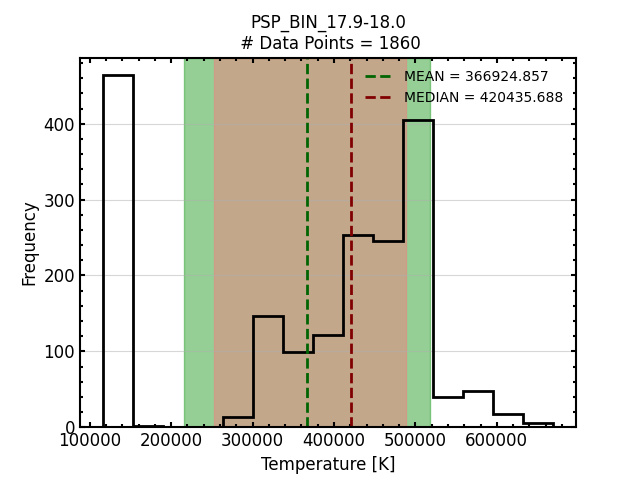 PSP_BIN_17.9-18.0
# Data Points = 1860
MEAN = 366924.857
MEDIAN = 420435.688
Frequency
400
300
200
100
0
100000 200000 300000 400000 500000 600000
Temperature [K]